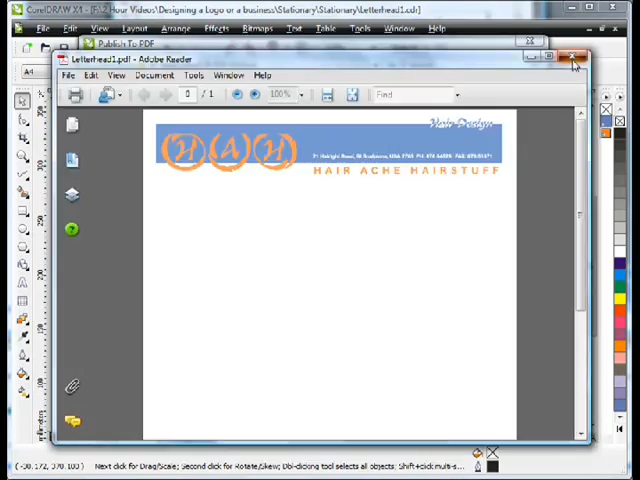 CorelDRAW X4 - [F:\2 Hour Videos\Designing a Logo or a business\Stationary\Stationary\Letterhead1.cdr]
File Edit View Layout Arrange Effects Bitmaps Text Table Tools Window Help
Publish To PDF
A4
Letterhead1.pdf - Adobe Reader
File Edit View Document Tools Window Help
/ 1 100% Find
Hair Design
HAH
HAIR ACHE HAIRSTUFF
Next click for Drag/Scale; Second click for Rotate/Skew; Dbl-clicking tool selects all objects; Shift+click multi-s...
millimeters